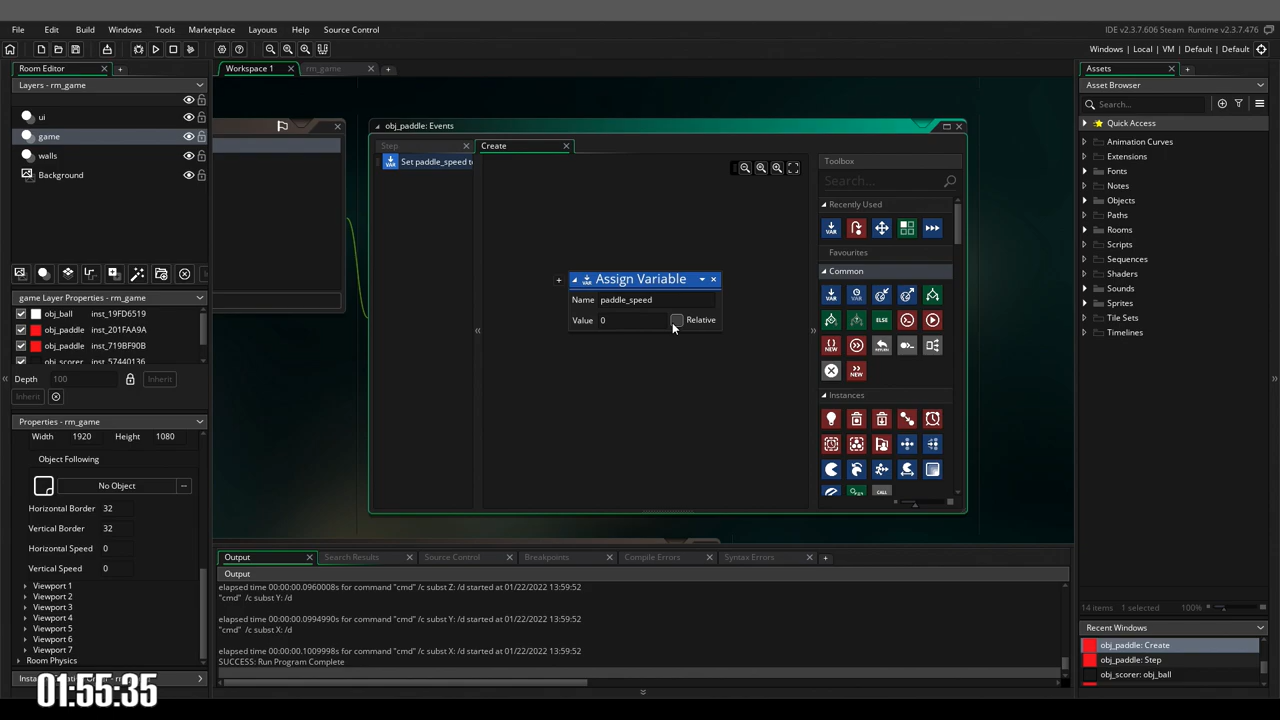 File Edit Build Windows Tools Marketplace Layouts Help Source Control
IDE v2.3.7.606 Steam Runtime v2.3.7.476
Windows | Local | VM | Default | Default
Room Editor
Workspace 1
rm_game
Assets
Layers - rm_game
ui
game
walls
Background
game Layer Properties - rm_game
obj_ball inst_19FD6519
obj_paddle inst_201FAA9A
obj_paddle inst_719BF90B
obj_scorer inst_57440136
Depth 100 Inherit
Inherit
Properties - rm_game
Width 1920 Height 1080
Object Following
No Object
Horizontal Border 32
Vertical Border 32
Horizontal Speed 0
Vertical Speed 0
Viewport 1
Viewport 2
Viewport 3
Viewport 4
Viewport 5
Viewport 6
Viewport 7
Room Physics
01:55:35
obj_paddle: Events
Step
Create
Set paddle_speed to
Assign Variable
Name paddle_speed
Value 0 Relative
Toolbox
Search...
Recently Used
Favourites
Common
VAR
ELSE
NEW
RETURN
NEW
Instances
CALL
Output Search Results Source Control Breakpoints Compile Errors Syntax Errors
Output
elapsed time 00:00:00.0960008s for command "cmd" /c subst Z: /d started at 01/22/2022 13:59:52
"cmd" /c subst Y: /d
elapsed time 00:00:00.0994990s for command "cmd" /c subst Y: /d started at 01/22/2022 13:59:52
"cmd" /c subst X: /d
elapsed time 00:00:00.1009998s for command "cmd" /c subst X: /d started at 01/22/2022 13:59:52
SUCCESS: Run Program Complete
Asset Browser
Search...
Quick Access
Animation Curves
Extensions
Fonts
Notes
Objects
Paths
Rooms
Scripts
Sequences
Shaders
Sounds
Sprites
Tile Sets
Timelines
14 items 1 selected 100%
Recent Windows
obj_paddle: Create
obj_paddle: Step
obj_scorer: obj_ball